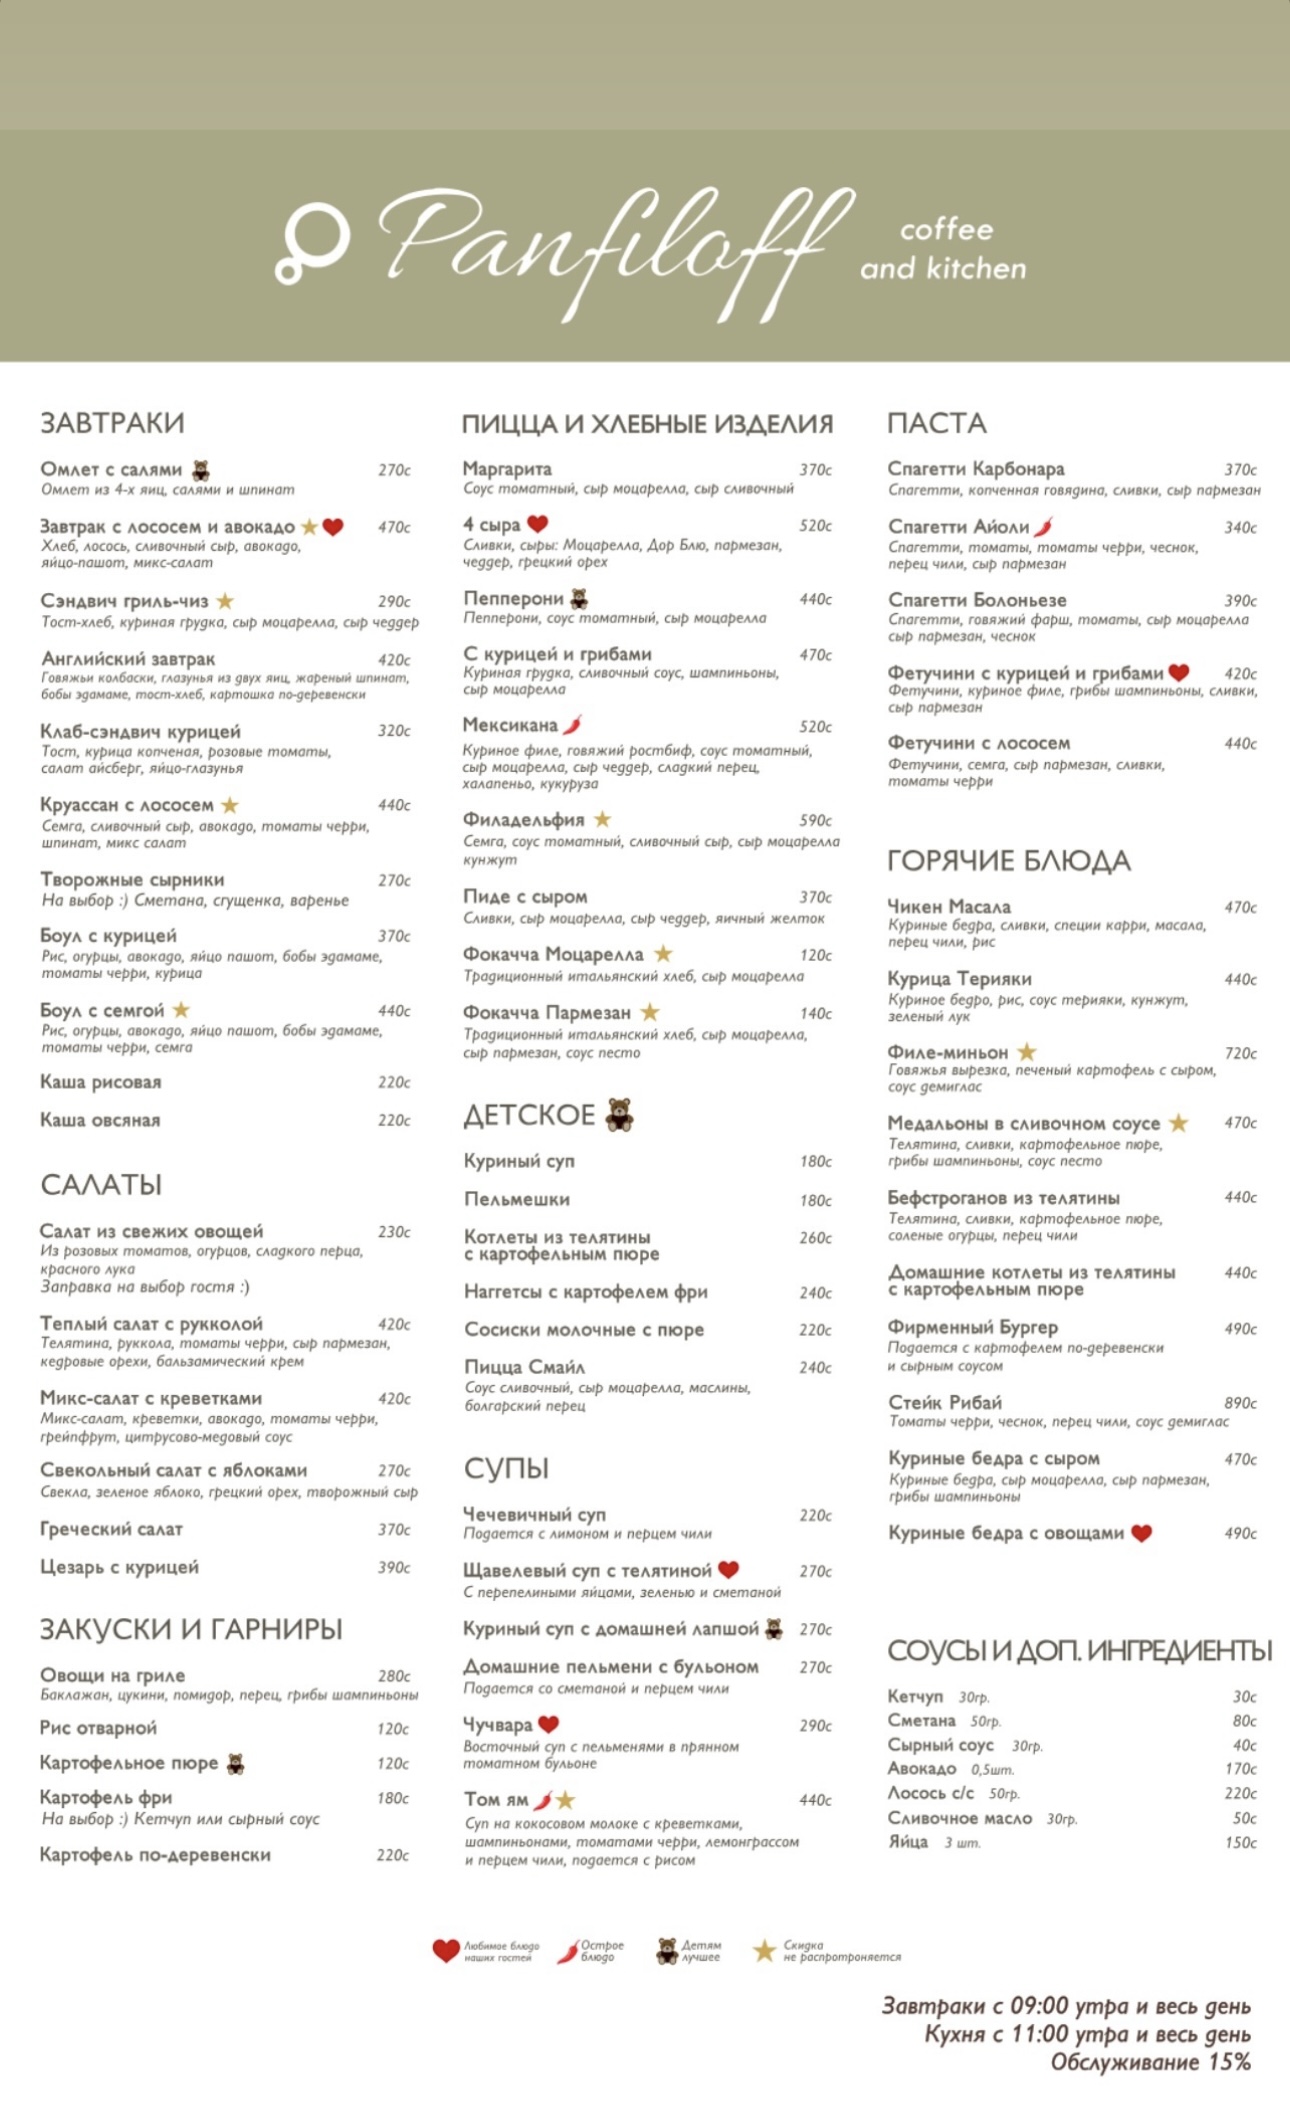 Panfiloff
coffee
and kitchen
ЗАВТРАКИ
Омлет с салями 270с
Омлет из 4-х яиц, салями и шпинат
Завтрак с лососем и авокадо 470с
Хлеб, лосось, сливочный сыр, авокадо,
яйцо-пашот, микс-салат
Сэндвич гриль-чиз 290с
Тост-хлеб, куриная грудка, сыр моцарелла, сыр чеддер
Английский завтрак 420с
Говяжьи колбаски, глазунья из двух яиц, жареный шпинат,
бобы эдамаме, тост-хлеб, картошка по-деревенски
Клаб-сэндвич курицей 320с
Тост, курица копченая, розовые томаты,
салат айсберг, яйцо-глазунья
Круассан с лососем 440с
Семга, сливочный сыр, авокадо, томаты черри,
шпинат, микс салат
Творожные сырники 270с
На выбор :) Сметана, сгущенка, варенье
Боул с курицей 370с
Рис, огурцы, авокадо, яйцо пашот, бобы эдамаме,
томаты черри, курица
Боул с семгой 440с
Рис, огурцы, авокадо, яйцо пашот, бобы эдамаме,
томаты черри, семга
Каша рисовая 220с
Каша овсяная 220с
САЛАТЫ
Салат из свежих овощей 230с
Из розовых томатов, огурцов, сладкого перца,
красного лука
Заправка на выбор гостя :)
Теплый салат с рукколой 420с
Телятина, руккола, томаты черри, сыр пармезан,
кедровые орехи, бальзамический крем
Микс-салат с креветками 420с
Микс-салат, креветки, авокадо, томаты черри,
грейпфрут, цитрусово-медовый соус
Свекольный салат с яблоками 270с
Свекла, зеленое яблоко, грецкий орех, творожный сыр
Греческий салат 370с
Цезарь с курицей 390с
ЗАКУСКИ И ГАРНИРЫ
Овощи на гриле 280с
Баклажан, цукини, помидор, перец, грибы шампиньоны
Рис отварной 120с
Картофельное пюре 120с
Картофель фри 180с
На выбор :) Кетчуп или сырный соус
Картофель по-деревенски 220с
ПИЦЦА И ХЛЕБНЫЕ ИЗДЕЛИЯ
Маргарита 370с
Соус томатный, сыр моцарелла, сыр сливочный
4 сыра 520с
Сливки, сыры: Моцарелла, Дор Блю, пармезан,
чеддер, грецкий орех
Пепперони 440с
Пепперони, соус томатный, сыр моцарелла
С курицей и грибами 470с
Куриная грудка, сливочный соус, шампиньоны,
сыр моцарелла
Мексикана 520с
Куриное филе, говяжий ростбиф, соус томатный,
сыр моцарелла, сыр чеддер, сладкий перец,
халапеньо, кукуруза
Филадельфия 590с
Семга, соус томатный, сливочный сыр, сыр моцарелла
кунжут
Пиде с сыром 370с
Сливки, сыр моцарелла, сыр чеддер, яичный желток
Фокачча Моцарелла 120с
Традиционный итальянский хлеб, сыр моцарелла
Фокачча Пармезан 140с
Традиционный итальянский хлеб, сыр моцарелла,
сыр пармезан, соус песто
ДЕТСКОЕ
Куриный суп 180с
Пельмешки 180с
Котлеты из телятины 260с
с картофельным пюре
Наггетсы с картофелем фри 240с
Сосиски молочные с пюре 220с
Пицца Смайл 240с
Соус сливочный, сыр моцарелла, маслины,
болгарский перец
СУПЫ
Чечевичный суп 220с
Подается с лимоном и перцем чили
Щавелевый суп с телятиной 270с
С перепелиными яйцами, зеленью и сметаной
Куриный суп с домашней лапшой 270с
Домашние пельмени с бульоном 270с
Подается со сметаной и перцем чили
Чучвара 290с
Восточный суп с пельменями в прянном
томатном бульоне
Том ям 440с
Суп на кокосовом молоке с креветками,
шампиньонами, томатами черри, лемонграссом
и перцем чили, подается с рисом
ПАСТА
Спагетти Карбонара 370с
Спагетти, копченная говядина, сливки, сыр пармезан
Спагетти Айоли 340с
Спагетти, томаты, томаты черри, чеснок,
перец чили, сыр пармезан
Спагетти Болоньезе 390с
Спагетти, говяжий фарш, томаты, сыр моцарелла
сыр пармезан, чеснок
Фетучини с курицей и грибами 420с
Фетучини, куриное филе, грибы шампиньоны, сливки,
сыр пармезан
Фетучини с лососем 440с
Фетучини, семга, сыр пармезан, сливки,
томаты черри
ГОРЯЧИЕ БЛЮДА
Чикен Масала 470с
Куриные бедра, сливки, специи карри, масала,
перец чили, рис
Курица Терияки 440с
Куриное бедро, рис, соус терияки, кунжут,
зеленый лук
Филе-миньон 720с
Говяжья вырезка, печеный картофель с сыром,
соус демиглас
Медальоны в сливочном соусе 470с
Телятина, сливки, картофельное пюре,
грибы шампиньоны, соус песто
Бефстроганов из телятины 440с
Телятина, сливки, картофельное пюре,
соленые огурцы, перец чили
Домашние котлеты из телятины 440с
с картофельным пюре
Фирменный Бургер 490с
Подается с картофелем по-деревенски
и сырным соусом
Стейк Рибай 890с
Томаты черри, чеснок, перец чили, соус демиглас
Куриные бедра с сыром 470с
Куриные бедра, сыр моцарелла, сыр пармезан,
грибы шампиньоны
Куриные бедра с овощами 490с
СОУСЫ И ДОП. ИНГРЕДИЕНТЫ
Кетчуп 30гр. 30с
Сметана 50гр. 80с
Сырный соус 30гр. 40с
Авокадо 0,5шт. 170с
Лосось с/с 50гр. 220с
Сливочное масло 30гр. 50с
Яйца 3 шт. 150с
Любимое блюдо
наших гостей
Острое
блюдо
Детям
лучшее
Скидка
не распротроняется
Завтраки с 09:00 утра и весь день
Кухня с 11:00 утра и весь день
Обслуживание 15%